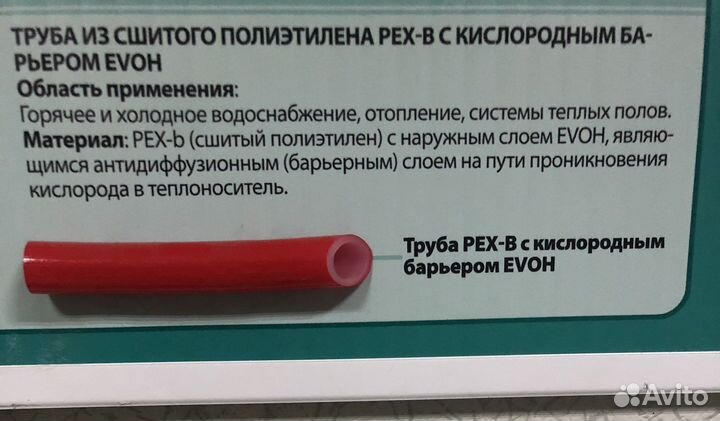 ТРУБА ИЗ СШИТОГО ПОЛИЭТИЛЕНА PEX-B С КИСЛОРОДНЫМ БА-
РЬЕРОМ EVOH
Область применения:
Горячее и холодное водоснабжение, отопление, системы теплых полов.
Материал: PEX-b (сшитый полиэтилен) с наружным слоем EVOH, являю-
щимся антидиффузионным (барьерным) слоем на пути проникновения
кислорода в теплоноситель.
Труба PEX-B с кислородным
барьером EVOH
Avito